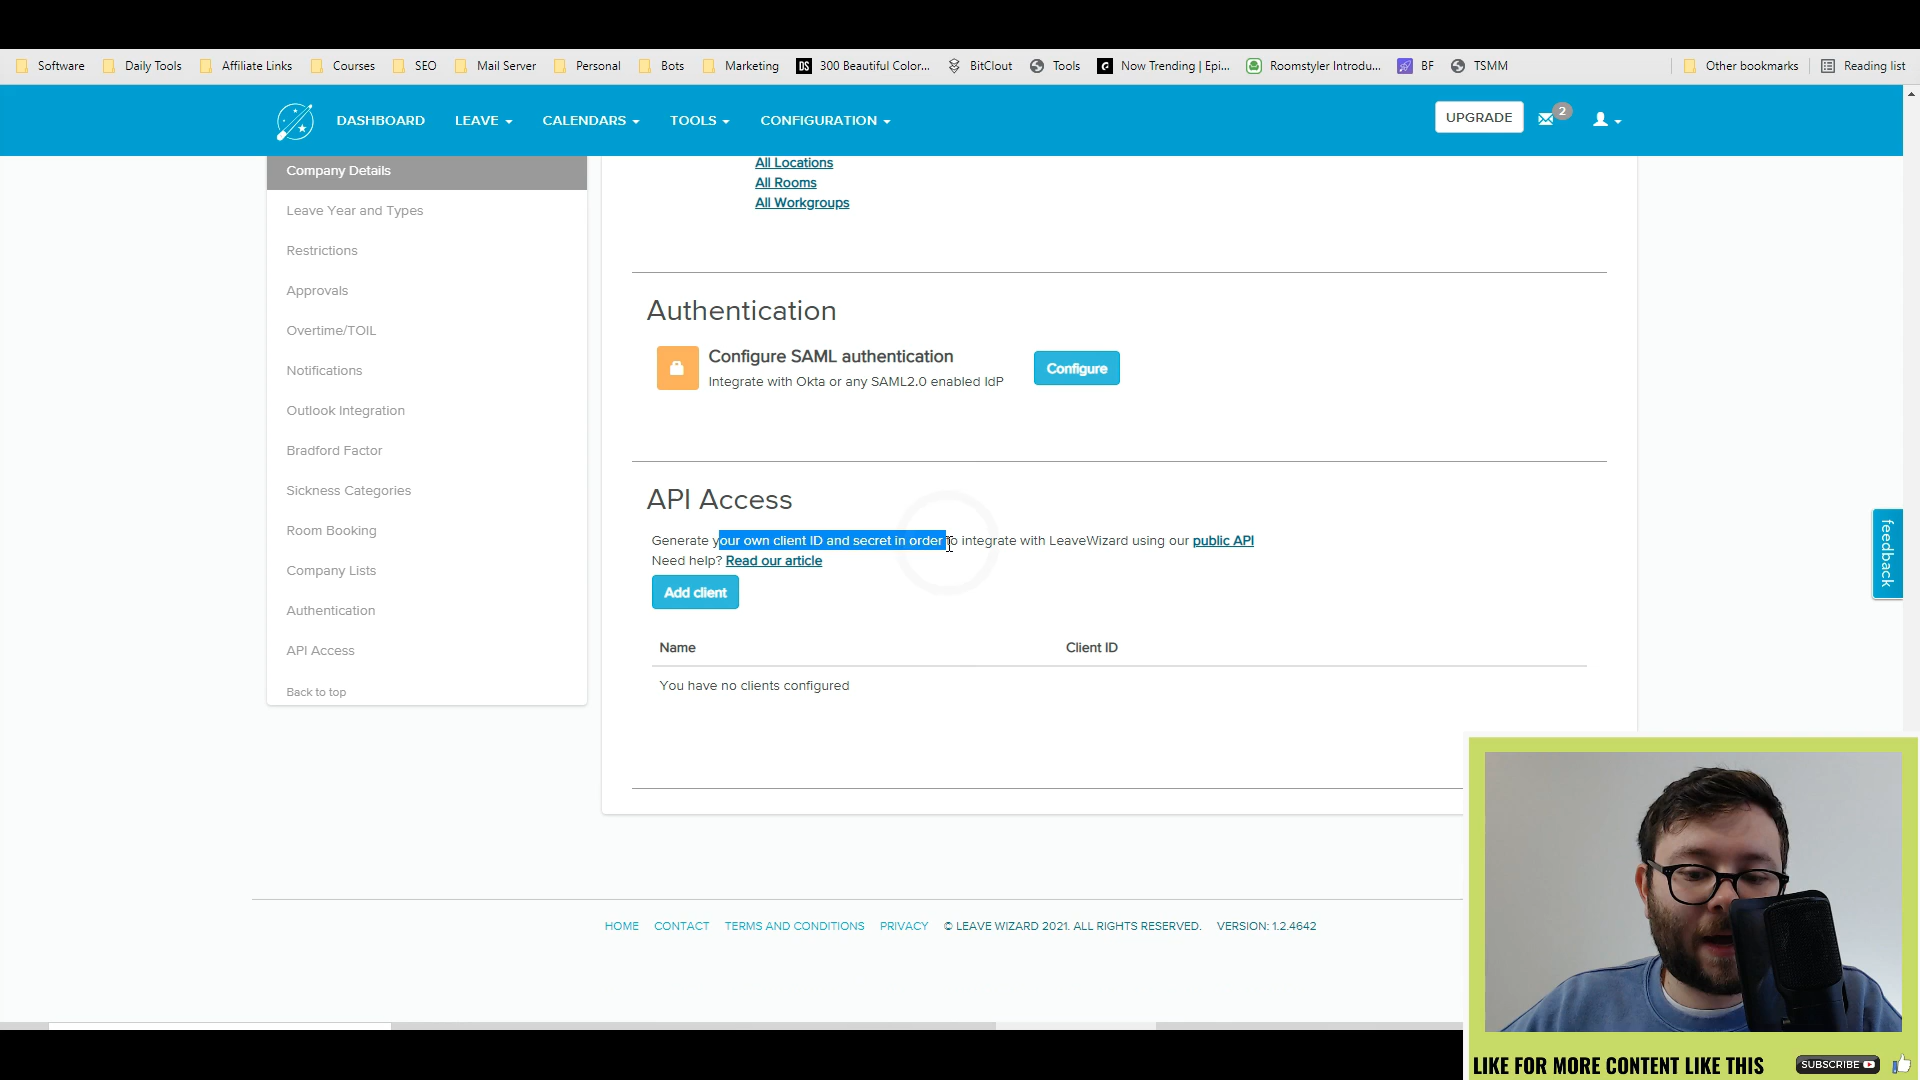 Software Daily Tools Affiliate Links Courses SEO Mail Server Personal Bots Marketing DS 300 Beautiful Color... BitClout Tools Now Trending | Epi... Roomstyler Introdu... BF TSMM Other bookmarks Reading list
DASHBOARD LEAVE CALENDARS TOOLS CONFIGURATION UPGRADE 2
Company Details
Leave Year and Types
Restrictions
Approvals
Overtime/TOIL
Notifications
Outlook Integration
Bradford Factor
Sickness Categories
Room Booking
Company Lists
Authentication
API Access
Back to top
All Locations
All Rooms
All Workgroups
Authentication
Configure SAML authentication
Integrate with Okta or any SAML2.0 enabled IdP
Configure
API Access
Generate your own client ID and secret in order to integrate with LeaveWizard using our public API
Need help? Read our article
Add client
Name Client ID
You have no clients configured
feedback
HOME CONTACT TERMS AND CONDITIONS PRIVACY © LEAVE WIZARD 2021. ALL RIGHTS RESERVED. VERSION: 1.2.4642
LIKE FOR MORE CONTENT LIKE THIS SUBSCRIBE